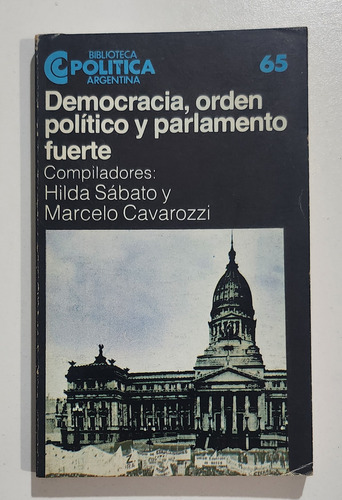 BIBLIOTECA
POLITICA
ARGENTINA
65
Democracia, orden
político y parlamento
fuerte
Compiladores:
Hilda Sábato y
Marcelo Cavarozzi